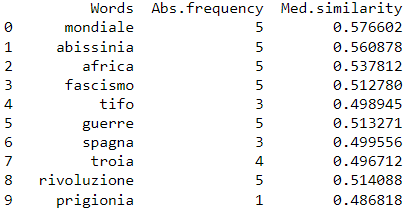 Words Abs.frequency Med.similarity
0 mondiale 5 0.576602
1 abissinia 5 0.560878
2 africa 5 0.537812
3 fascismo 5 0.512780
4 tifo 3 0.498945
5 guerre 5 0.513271
6 spagna 3 0.499556
7 troia 4 0.496712
8 rivoluzione 5 0.514088
9 prigionia 1 0.486818